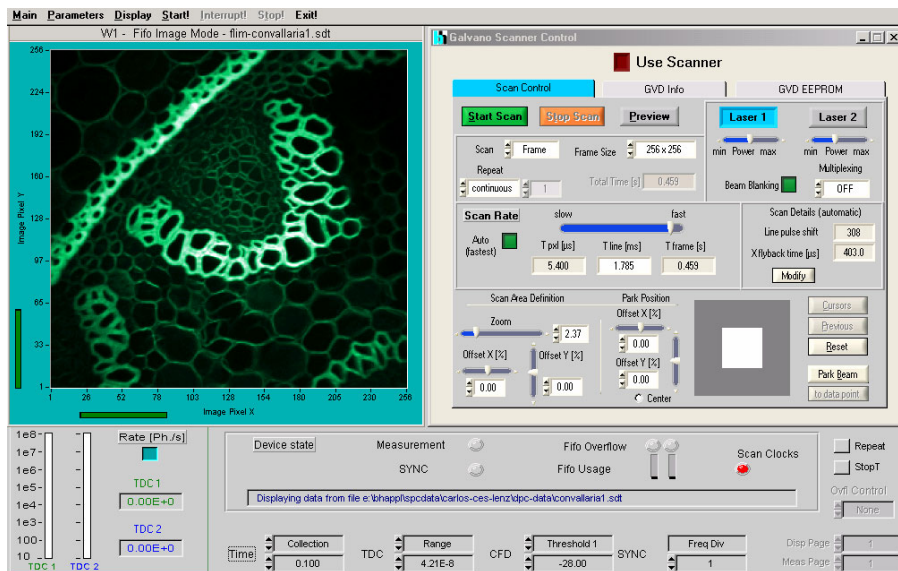 Main Parameters Display Start! Interrupt! Stop! Exit!
W1 - Fifo Image Mode - flim-convallaria1.sdt
256
224
192
160
128
97
65
33
1
Image Pixel Y
1 26 52 78 103 128 154 180 205 230 256
Image Pixel X
Galvano Scanner Control
Use Scanner
Scan Control GVD Info GVD EEPROM
Start Scan Stop Scan Preview
Laser 1 Laser 2
min Power max min Power max
Scan Frame Frame Size 256 x 256
Repeat
continuous 1 Total Time [s] 0.459
Beam Blanking Multiplexing
OFF
Scan Rate slow fast
Auto
(fastest)
T pxl [µs] T line [ms] T frame [s]
5.400 1.785 0.459
Scan Details (automatic)
Line pulse shift 308
X flyback time [µs] 403.0
Modify
Scan Area Definition
Zoom 2.37
Offset X [%] Offset Y [%]
0.00 0.00
Park Position
Offset X [%]
0.00
Offset Y [%]
0.00
Center
Cursors
Previous
Reset
Park Beam
to data point
1e8
1e7
1e6
1e5
1e4
1e3
100
10
TDC 1 TDC 2
Rate [Ph./s]
TDC 1
0.00E+0
TDC 2
0.00E+0
Device state Measurement Fifo Overflow
SYNC Fifo Usage Scan Clocks
Displaying data from file e:\bhappl\spcdata\carlos-ces-lenz\dpc-data\convallaria1.sdt
Repeat
StopT
Ovfl Control
None
Time Collection
0.100
TDC Range
4.21E-8
CFD Threshold 1
-28.00
SYNC Freq Div
1
Disp Page 1
Meas Page 1